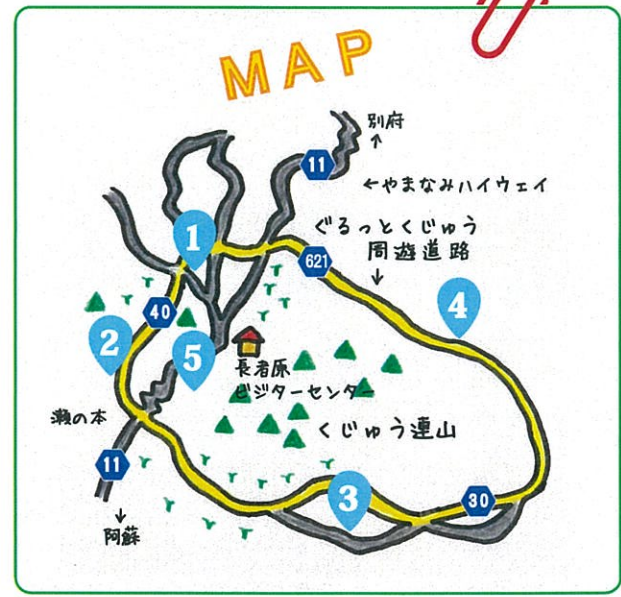 MAP
別府
↑
11
←やまなみハイウェイ
ぐるっとくじゅう
周遊道路
↓
1
621
40
4
2
5
長者原
ビジターセンター
瀬の本
くじゅう連山
11
3
30
↓
阿蘇